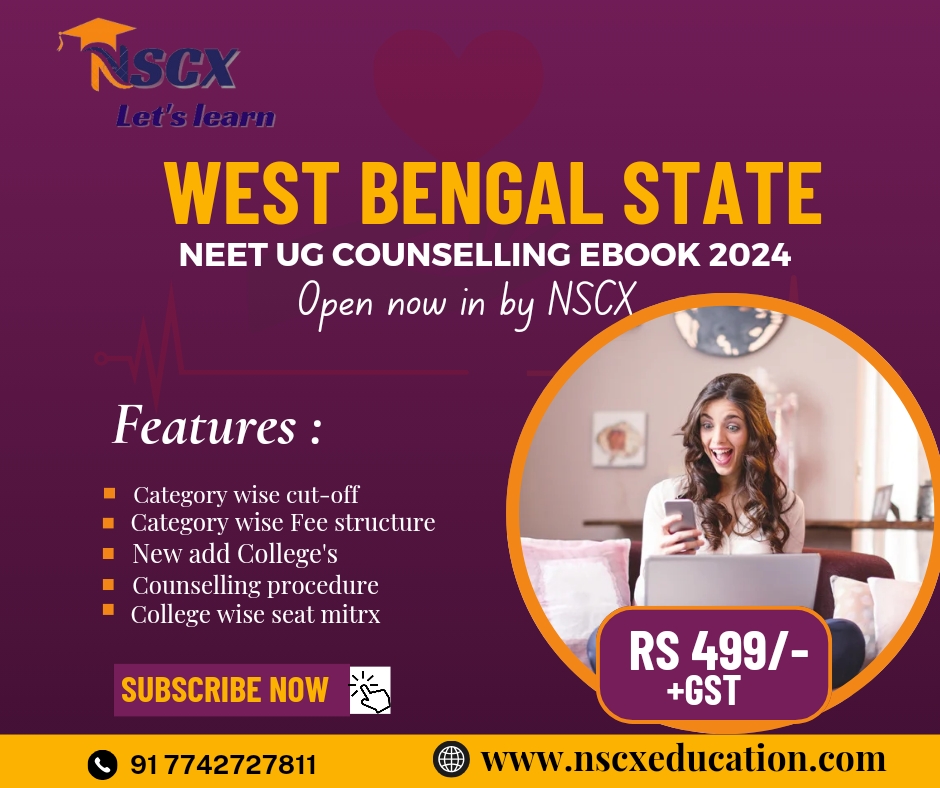 NSCX
Let's learn
WEST BENGAL STATE
NEET UG COUNSELLING EBOOK 2024
Open now in by NSCX
Features :
Category wise cut-off
Category wise Fee structure
New add College's
Counselling procedure
College wise seat mitrx
RS 499/-
+GST
SUBSCRIBE NOW
91 7742727811
www.nscxeducation.com